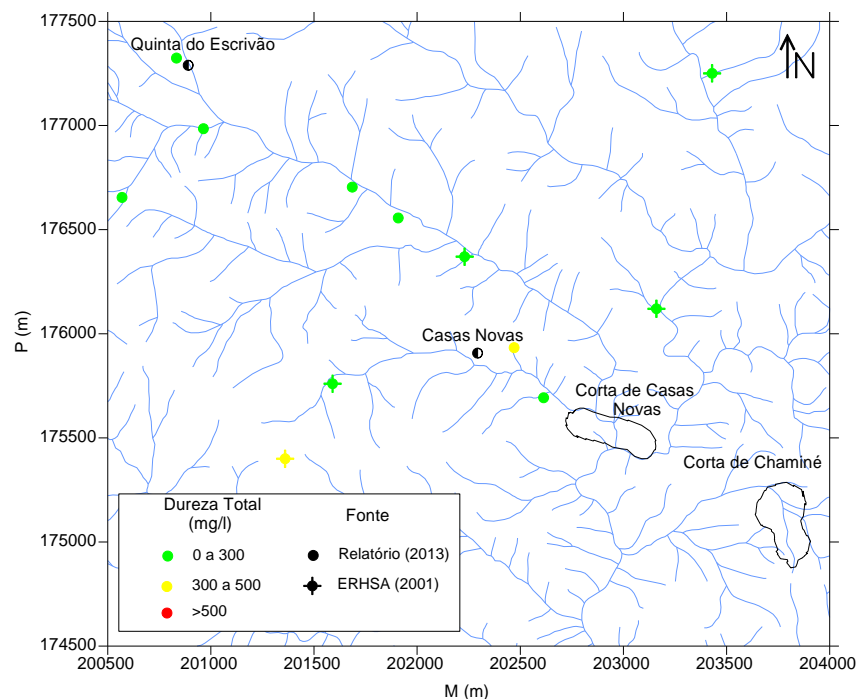 177500
177000
176500
176000
175500
175000
174500
P (m)
Quinta do Escrivão
N
Casas Novas
Corta de Casas
Novas
Corta de Chaminé
Dureza Total
(mg/l)
Fonte
0 a 300
Relatório (2013)
300 a 500
ERHSA (2001)
>500
200500
201000
201500
202000
202500
203000
203500
204000
M (m)